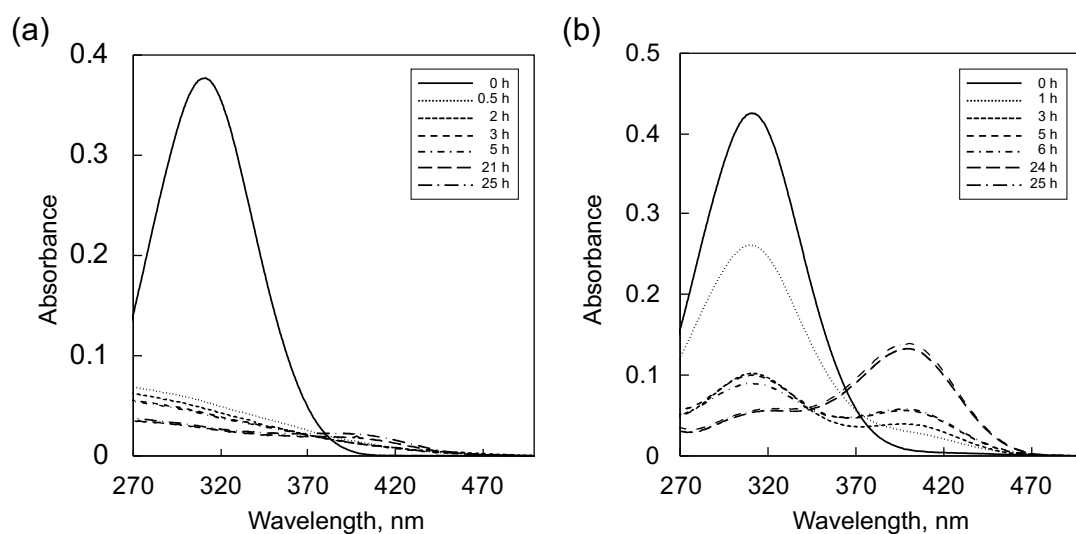 (a)
0.4
0.3
0.2
0.1
0
Absorbance
0 h
0.5 h
2 h
3 h
5 h
21 h
25 h
270 320 370 420 470
Wavelength, nm
(b)
0.5
0.4
0.3
0.2
0.1
0
Absorbance
0 h
1 h
3 h
5 h
6 h
24 h
25 h
270 320 370 420 470
Wavelength, nm